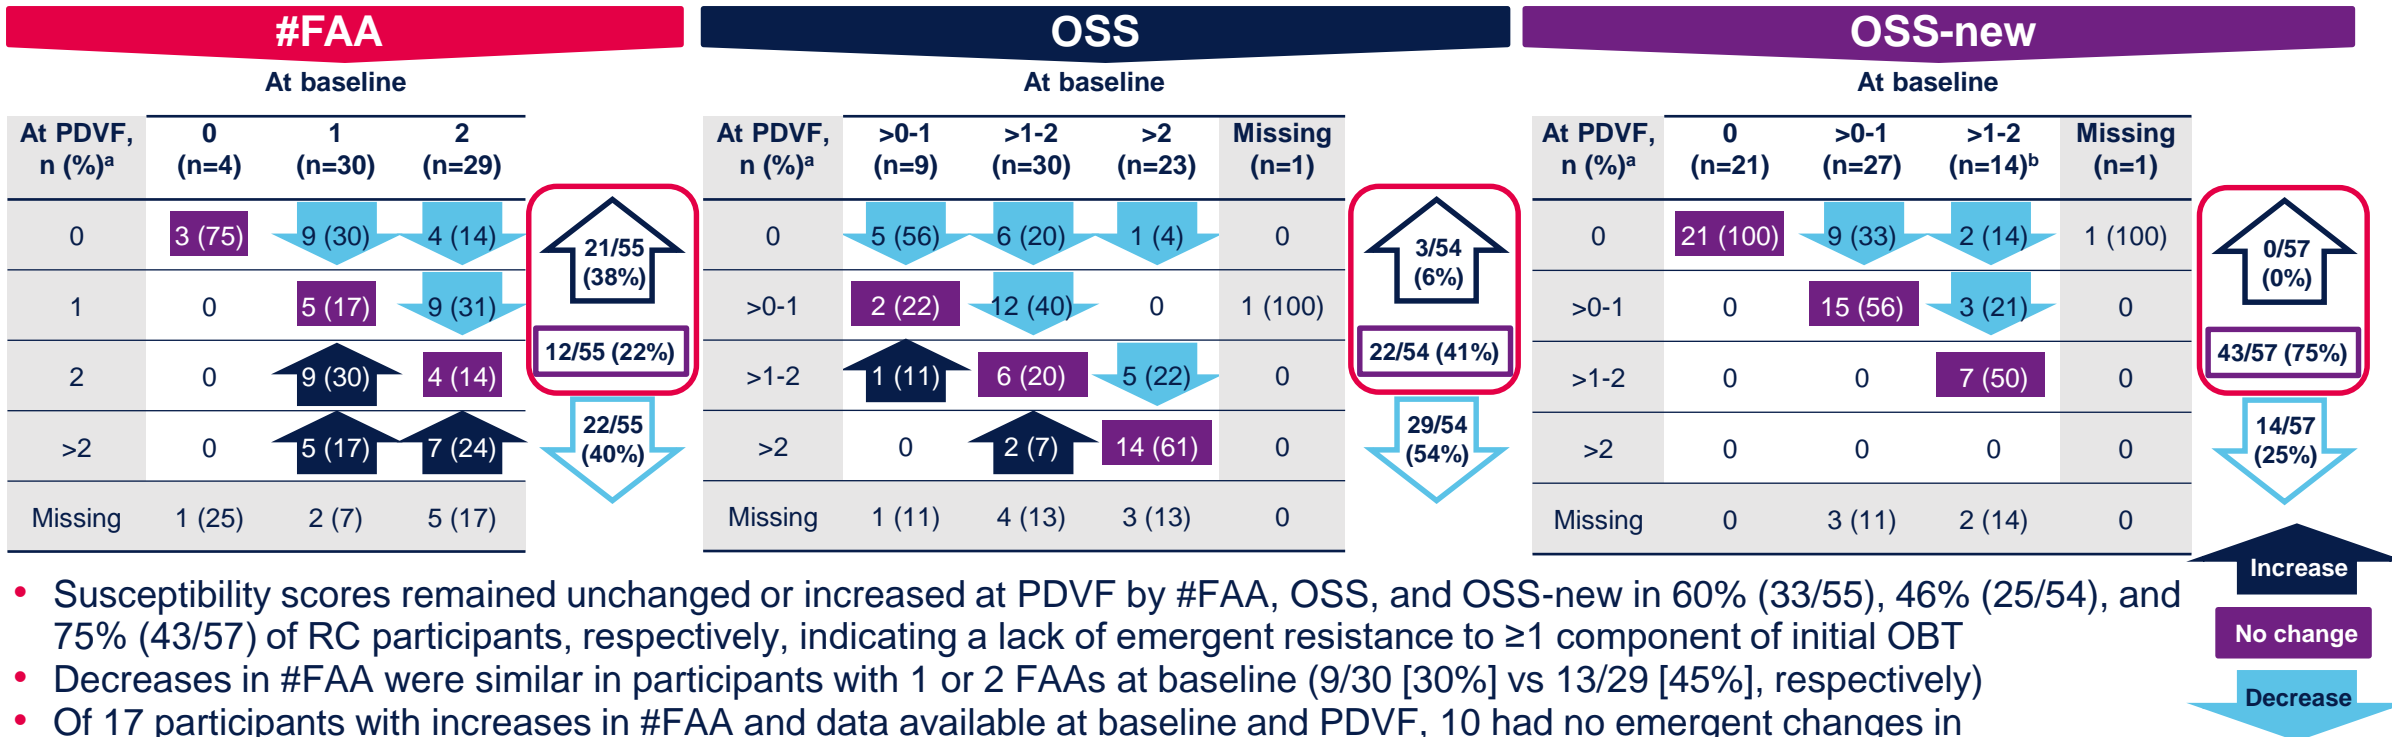 #FAA
At baseline
At PDVF, n (%)ᵃ 0 (n=4) 1 (n=30) 2 (n=29)
0 3 (75) 9 (30) 4 (14)
1 0 5 (17) 9 (31)
2 0 9 (30) 4 (14)
>2 0 5 (17) 7 (24)
Missing 1 (25) 2 (7) 5 (17)
21/55
(38%)
12/55 (22%)
22/55
(40%)
OSS
At baseline
At PDVF, n (%)ᵃ >0-1 (n=9) >1-2 (n=30) >2 (n=23) Missing (n=1)
0 5 (56) 6 (20) 1 (4) 0
>0-1 2 (22) 12 (40) 0 1 (100)
>1-2 1 (11) 6 (20) 5 (22) 0
>2 0 2 (7) 14 (61) 0
Missing 1 (11) 4 (13) 3 (13) 0
3/54
(6%)
22/54 (41%)
29/54
(54%)
OSS-new
At baseline
At PDVF, n (%)ᵃ 0 (n=21) >0-1 (n=27) >1-2 (n=14)ᵇ Missing (n=1)
0 21 (100) 9 (33) 2 (14) 1 (100)
>0-1 0 15 (56) 3 (21) 0
>1-2 0 0 7 (50) 0
>2 0 0 0 0
Missing 0 3 (11) 2 (14) 0
0/57
(0%)
43/57 (75%)
14/57
(25%)
Increase
No change
Decrease
• Susceptibility scores remained unchanged or increased at PDVF by #FAA, OSS, and OSS-new in 60% (33/55), 46% (25/54), and
75% (43/57) of RC participants, respectively, indicating a lack of emergent resistance to ≥1 component of initial OBT
• Decreases in #FAA were similar in participants with 1 or 2 FAAs at baseline (9/30 [30%] vs 13/29 [45%], respectively)
• Of 17 participants with increases in #FAA and data available at baseline and PDVF, 10 had no emergent changes in